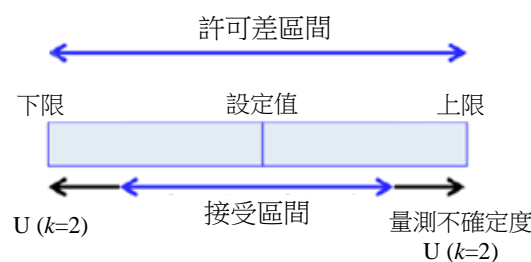 許可差區間
下限
設定值
上限
接受區間
U (k=2)
量測不確定度
U (k=2)